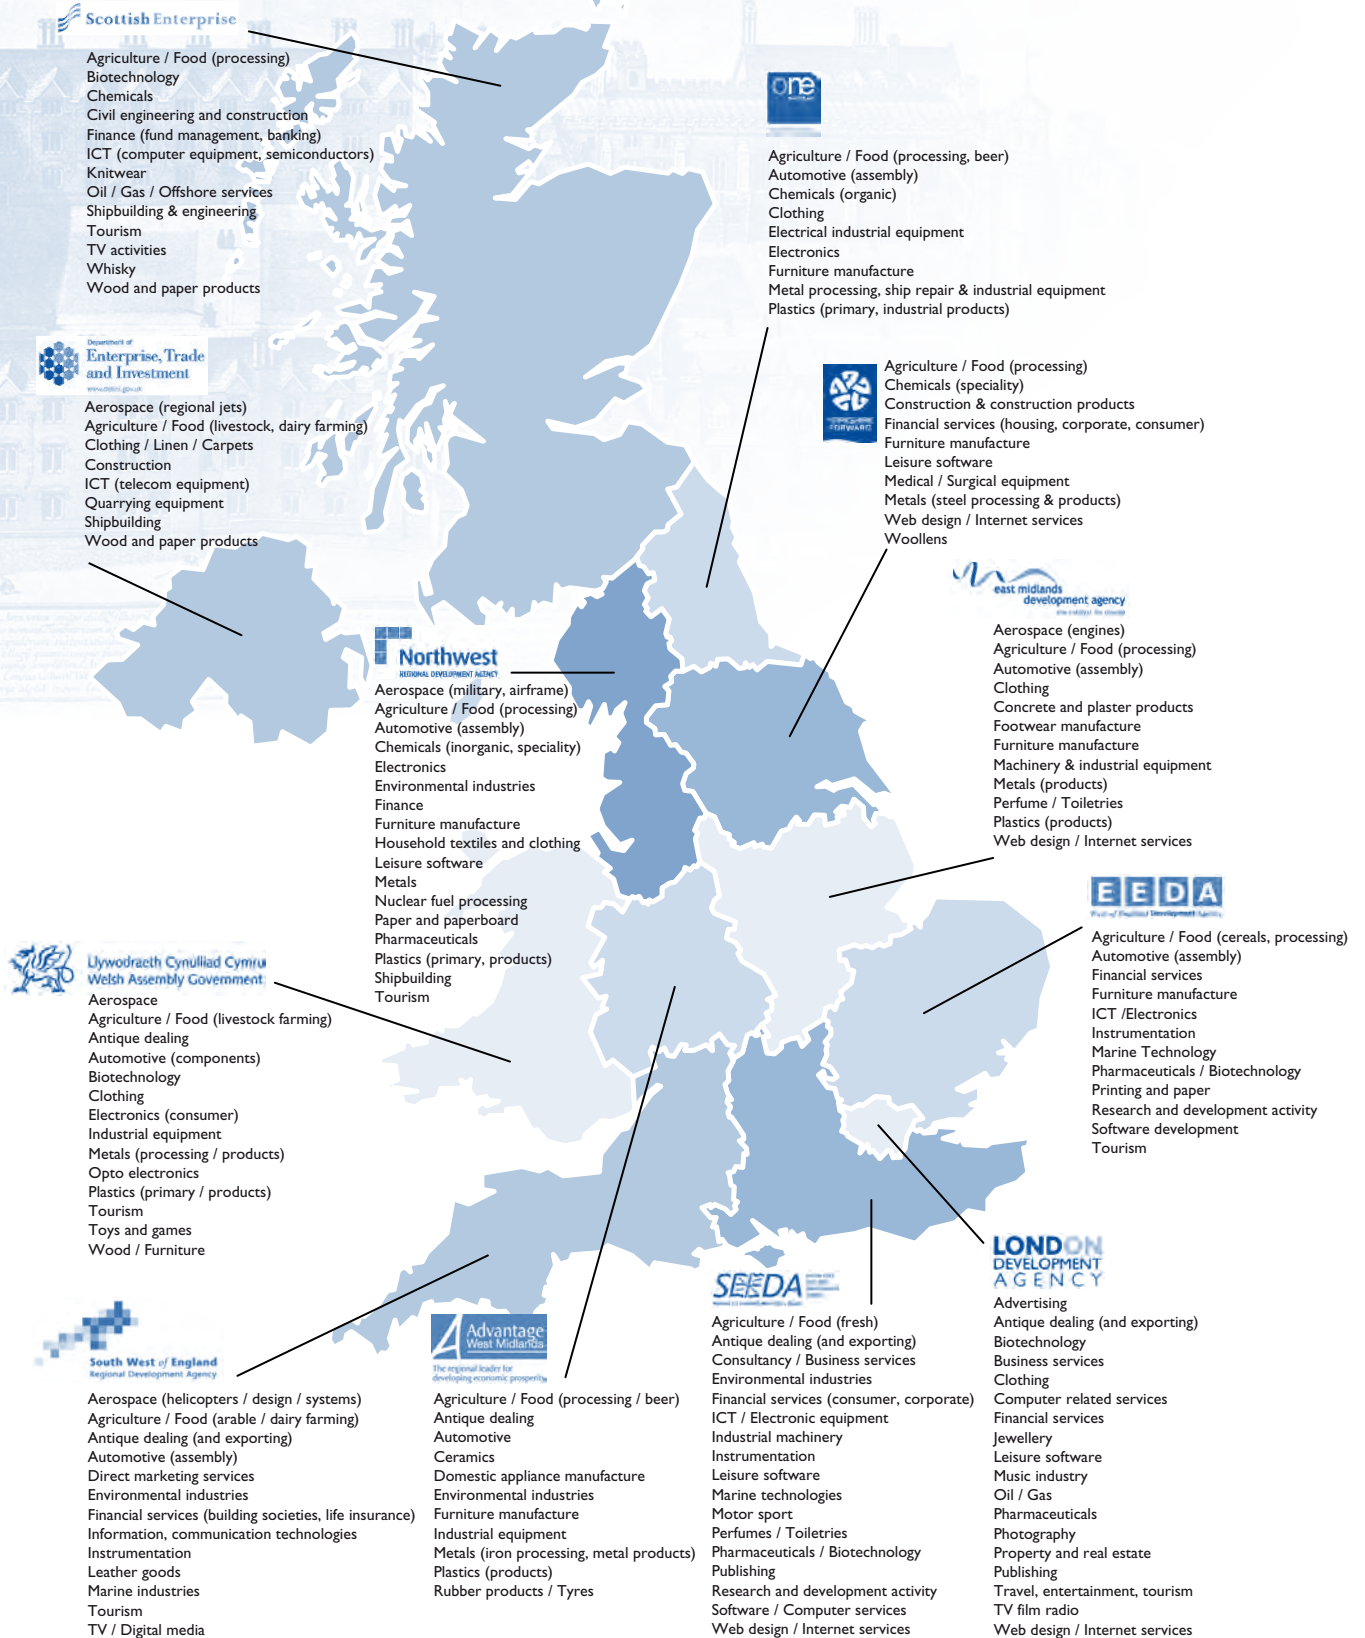 Scottish Enterprise
Agriculture / Food (processing)
Biotechnology
Chemicals
Civil engineering and construction
Finance (fund management, banking)
ICT (computer equipment, semiconductors)
Knitwear
Oil / Gas / Offshore services
Shipbuilding & engineering
Tourism
TV activities
Whisky
Wood and paper products
one
Agriculture / Food (processing, beer)
Automotive (assembly)
Chemicals (organic)
Clothing
Electrical industrial equipment
Electronics
Furniture manufacture
Metal processing, ship repair & industrial equipment
Plastics (primary, industrial products)
Department of
Enterprise, Trade
and Investment
Aerospace (regional jets)
Agriculture / Food (livestock, dairy farming)
Clothing / Linen / Carpets
Construction
ICT (telecom equipment)
Quarrying equipment
Shipbuilding
Wood and paper products
FORWARD
Agriculture / Food (processing)
Chemicals (speciality)
Construction & construction products
Financial services (housing, corporate, consumer)
Furniture manufacture
Leisure software
Medical / Surgical equipment
Metals (steel processing & products)
Web design / Internet services
Woollens
east midlands
development agency
Aerospace (engines)
Agriculture / Food (processing)
Automotive (assembly)
Clothing
Concrete and plaster products
Footwear manufacture
Furniture manufacture
Machinery & industrial equipment
Metals (products)
Perfume / Toiletries
Plastics (products)
Web design / Internet services
Northwest
REGIONAL DEVELOPMENT AGENCY
Aerospace (military, airframe)
Agriculture / Food (processing)
Automotive (assembly)
Chemicals (inorganic, speciality)
Electronics
Environmental industries
Finance
Furniture manufacture
Household textiles and clothing
Leisure software
Metals
Nuclear fuel processing
Paper and paperboard
Pharmaceuticals
Plastics (primary, products)
Shipbuilding
Tourism
EEDA
East of England Development Agency
Agriculture / Food (cereals, processing)
Automotive (assembly)
Financial services
Furniture manufacture
ICT /Electronics
Instrumentation
Marine Technology
Pharmaceuticals / Biotechnology
Printing and paper
Research and development activity
Software development
Tourism
Llywodraeth Cynulliad Cymru
Welsh Assembly Government
Aerospace
Agriculture / Food (livestock farming)
Antique dealing
Automotive (components)
Biotechnology
Clothing
Electronics (consumer)
Industrial equipment
Metals (processing / products)
Opto electronics
Plastics (primary / products)
Tourism
Toys and games
Wood / Furniture
South West of England
Regional Development Agency
Aerospace (helicopters / design / systems)
Agriculture / Food (arable / dairy farming)
Antique dealing (and exporting)
Automotive (assembly)
Direct marketing services
Environmental industries
Financial services (building societies, life insurance)
Information, communication technologies
Instrumentation
Leather goods
Marine industries
Tourism
TV / Digital media
Advantage
West Midlands
The regional leader for
developing economic prosperity
Agriculture / Food (processing / beer)
Antique dealing
Automotive
Ceramics
Domestic appliance manufacture
Environmental industries
Furniture manufacture
Industrial equipment
Metals (iron processing, metal products)
Plastics (products)
Rubber products / Tyres
SEEDA
Agriculture / Food (fresh)
Antique dealing (and exporting)
Consultancy / Business services
Environmental industries
Financial services (consumer, corporate)
ICT / Electronic equipment
Industrial machinery
Instrumentation
Leisure software
Marine technologies
Motor sport
Perfumes / Toiletries
Pharmaceuticals / Biotechnology
Publishing
Research and development activity
Software / Computer services
Web design / Internet services
LONDON
DEVELOPMENT
AGENCY
Advertising
Antique dealing (and exporting)
Biotechnology
Business services
Clothing
Computer related services
Financial services
Jewellery
Leisure software
Music industry
Oil / Gas
Pharmaceuticals
Photography
Property and real estate
Publishing
Travel, entertainment, tourism
TV film radio
Web design / Internet services